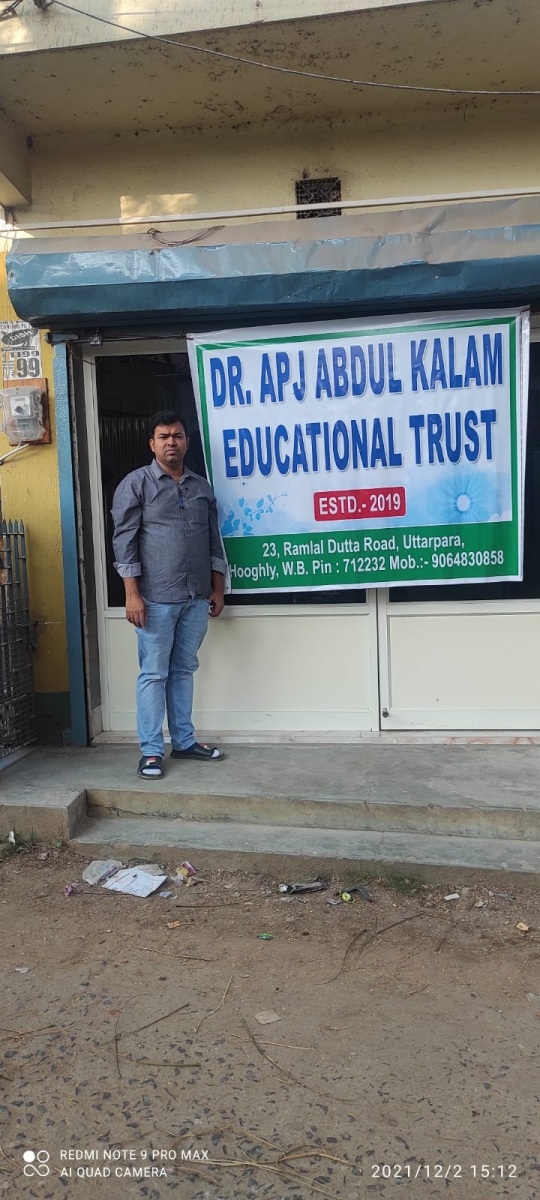 99
DR. APJ ABDUL KALAM
EDUCATIONAL TRUST
ESTD.- 2019
23, Ramlal Dutta Road, Uttarpara,
Hooghly, W.B. Pin : 712232 Mob.:- 9064830858
REDMI NOTE 9 PRO MAX
AI QUAD CAMERA
2021/12/2 15:12